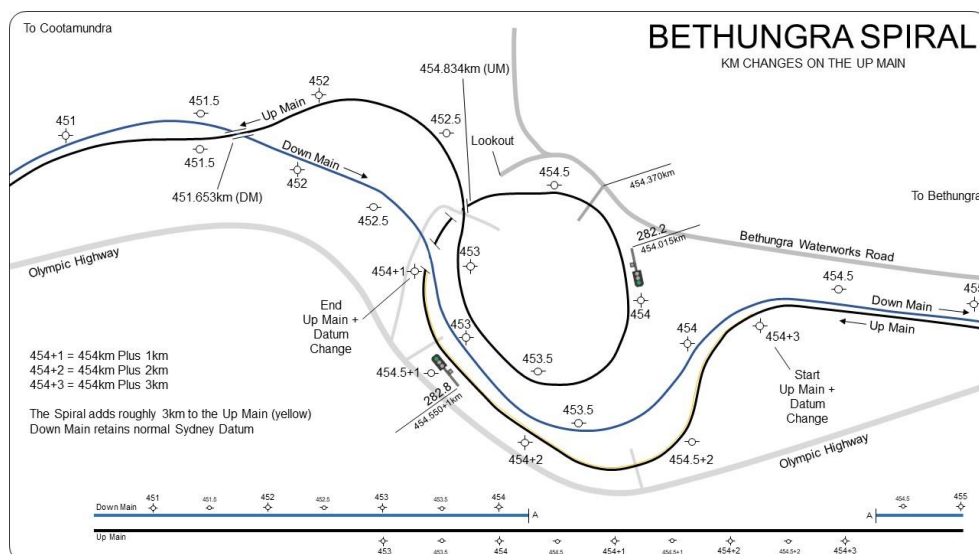 To Cootamundra
BETHUNGRA SPIRAL
KM CHANGES ON THE UP MAIN
451
451.5
Up Main
452
454.834km (UM)
452.5
Lookout
454.5
454.370km
To Bethungra
451.5
Down Main
452
451.653km (DM)
452.5
Olympic Highway
282.2
454.015km
Bethungra Waterworks Road
454+1
453
454
454.5
455
Down Main
Up Main
End
Up Main +
Datum
Change
453
454
454+3
Start
Up Main +
Datum
Change
454+1 = 454km Plus 1km
454+2 = 454km Plus 2km
454+3 = 454km Plus 3km
The Spiral adds roughly 3km to the Up Main (yellow)
Down Main retains normal Sydney Datum
454.5+1
282.8
454.550+1km
453.5
453.5
454+2
454.5+2
Olympic Highway
451
451.5
452
452.5
453
453.5
454
454.5
455
Down Main
A
A
Up Main
453
453.5
454
454.5
454+1
454.5+1
454+2
454.5+2
454+3